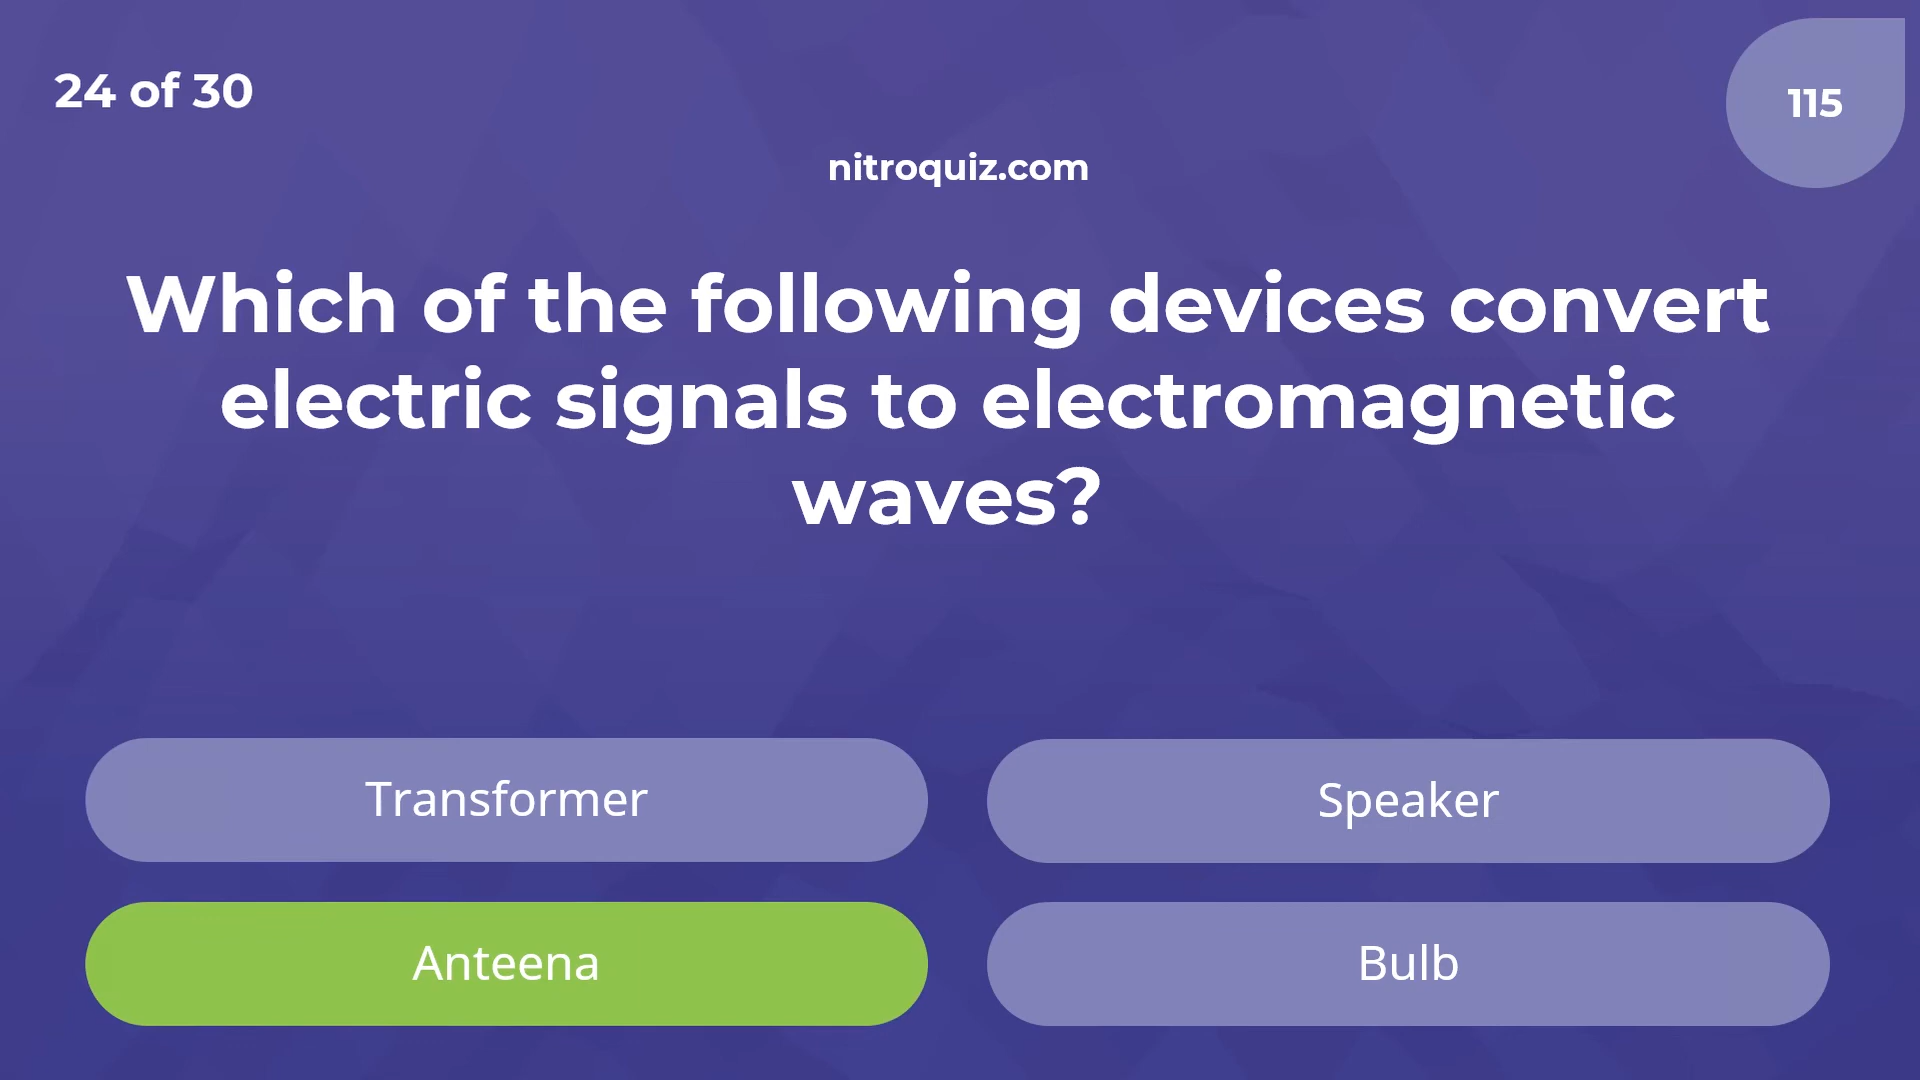 24 of 30
115
nitroquiz.com
Which of the following devices convert
electric signals to electromagnetic
waves?
Transformer
Speaker
Anteena
Bulb